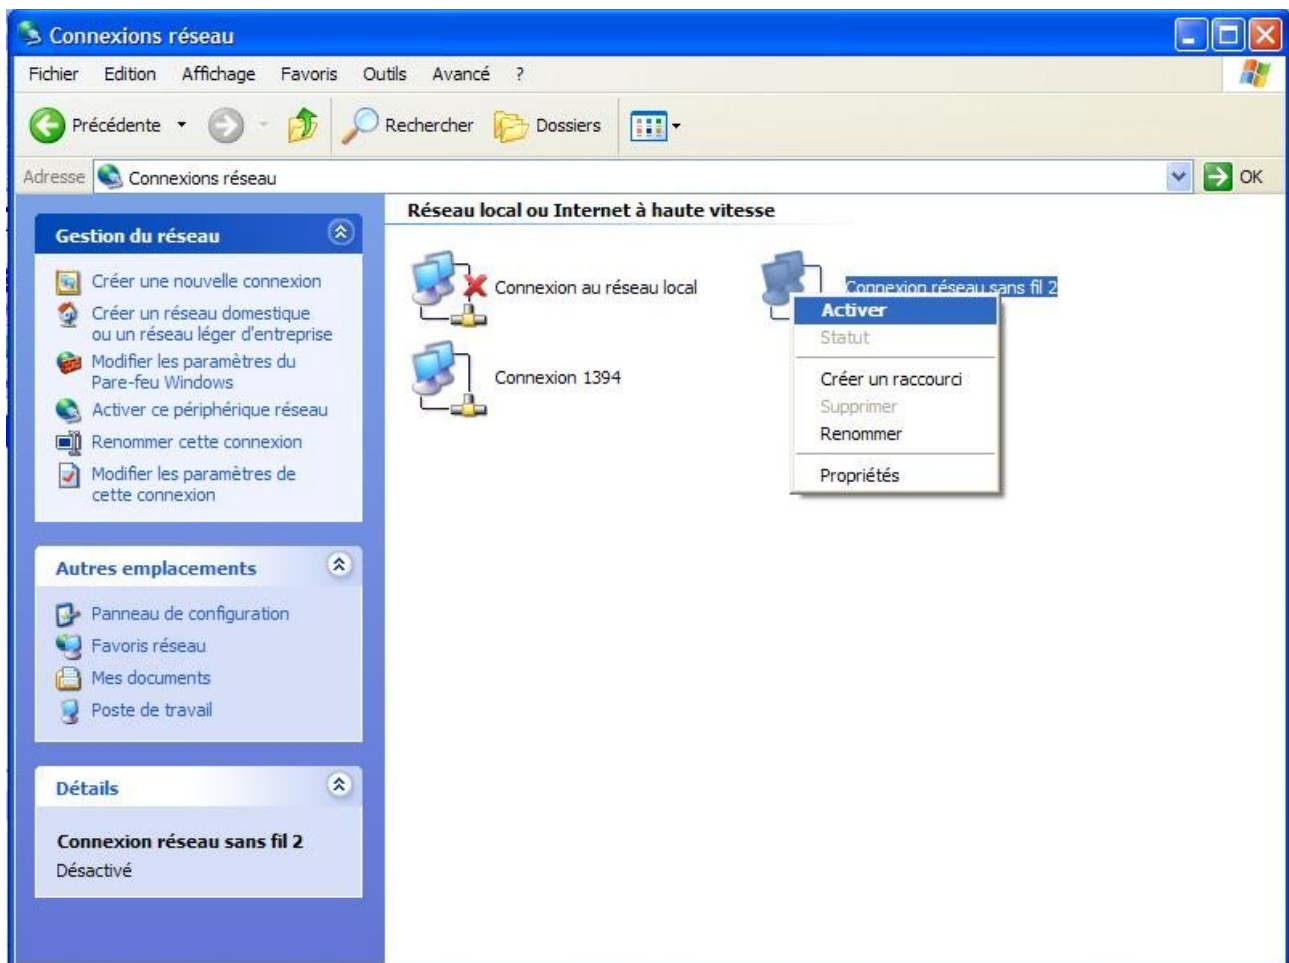 Connexions réseau
Fichier Edition Affichage Favoris Outils Avancé ?
Précédente Rechercher Dossiers
Adresse Connexions réseau OK
Gestion du réseau
Créer une nouvelle connexion
Créer un réseau domestique
ou un réseau léger d'entreprise
Modifier les paramètres du
Pare-feu Windows
Activer ce périphérique réseau
Renommer cette connexion
Modifier les paramètres de
cette connexion
Autres emplacements
Panneau de configuration
Favoris réseau
Mes documents
Poste de travail
Détails
Connexion réseau sans fil 2
Désactivé
Réseau local ou Internet à haute vitesse
Connexion au réseau local
Connexion réseau sans fil 2
Connexion 1394
Activer
Statut
Créer un raccourci
Supprimer
Renommer
Propriétés